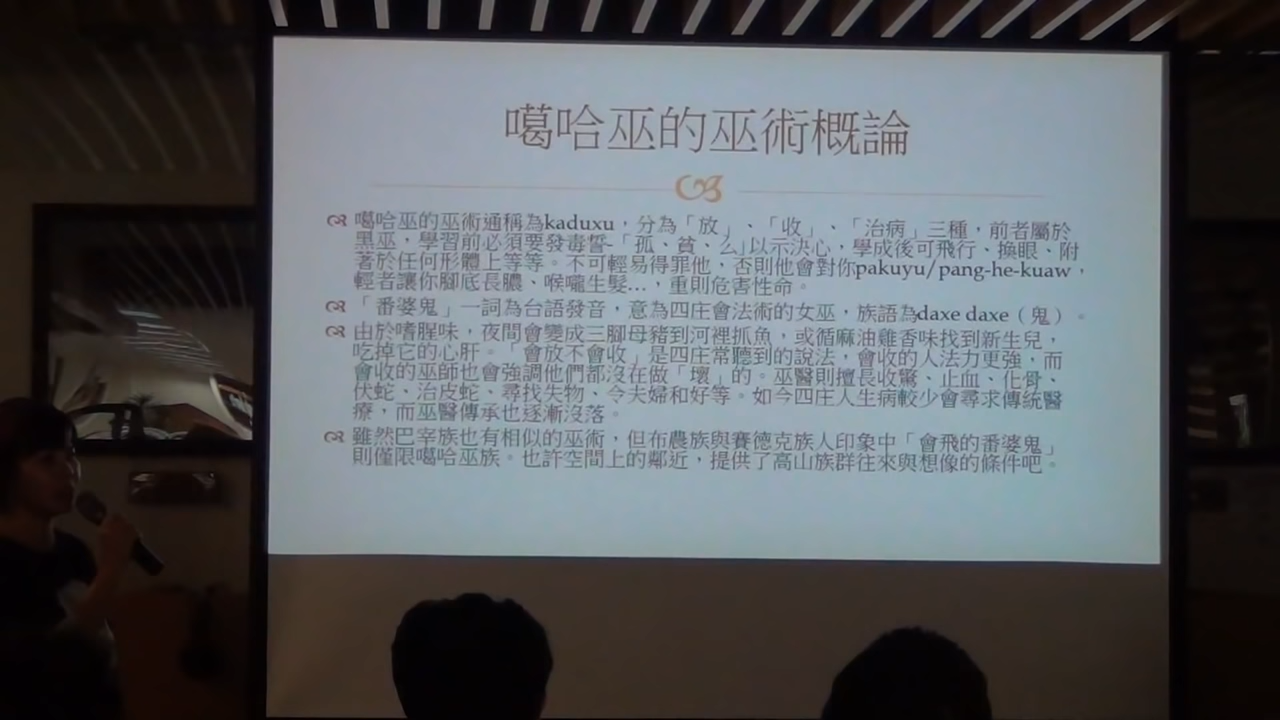 噶哈巫的巫術概論
噶哈巫的巫術通稱為kaduxu，分為「放」、「收」、「治病」三種，前者屬於
黑巫，學習前必須要發毒誓-「孤、貧、么」以示決心，學成後可飛行、換眼、附
著於任何形體上等等。不可輕易得罪他，否則他會對你pakuyu/pang-he-kuaw，
輕者讓你腳底長膿、喉嚨生髮…，重則危害性命。
「番婆鬼」一詞為台語發音，意為四庄會法術的女巫，族語為daxe daxe（鬼）。
由於嗜腥味，夜間會變成三腳母豬到河裡抓魚，或循麻油雞香味找到新生兒，
吃掉它的心肝。「會放不會收」是四庄常聽到的說法，會收的人法力更強，而
會收的巫師也會強調他們都沒在做「壞」的。巫醫則擅長收驚、止血、化骨、
伏蛇、治皮蛇、尋找失物、令夫婦和好等。如今四庄人生病較少會尋求傳統醫
療，而巫醫傳承也逐漸沒落。
雖然巴宰族也有相似的巫術，但布農族與賽德克族人印象中「會飛的番婆鬼」
則僅限噶哈巫族。也許空間上的鄰近，提供了高山族群往來與想像的條件吧。